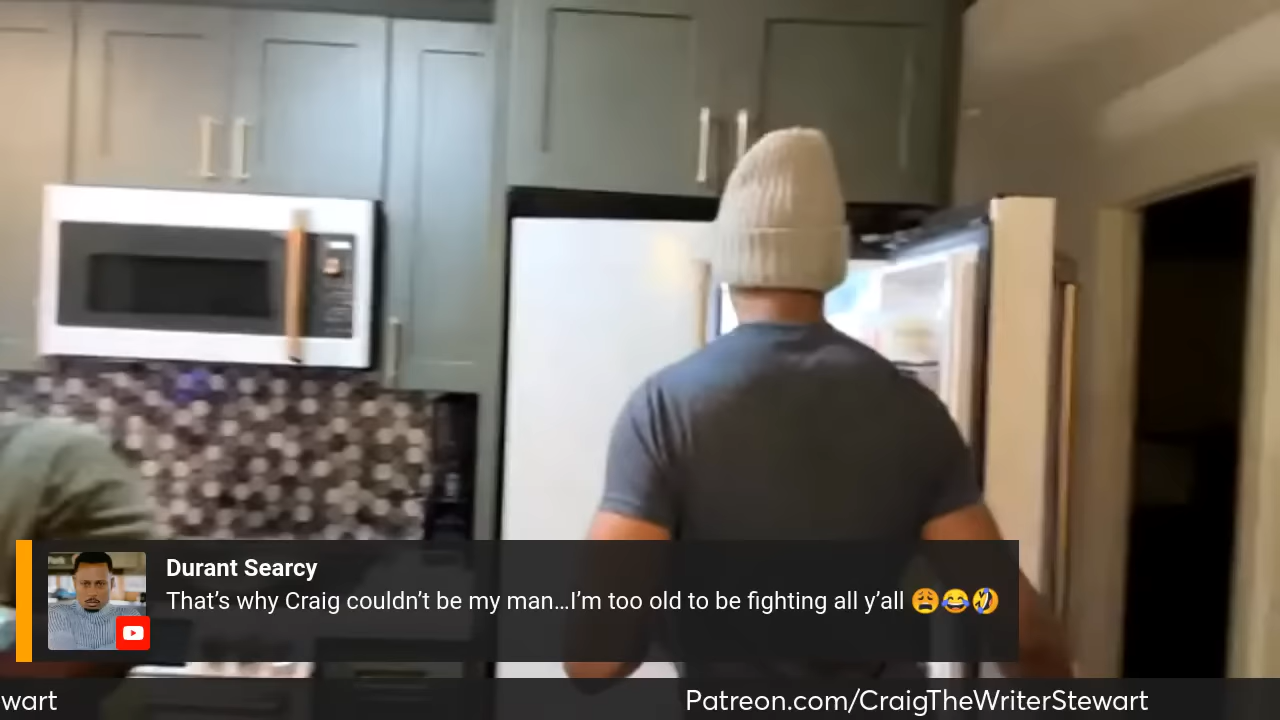 Durant Searcy
That’s why Craig couldn’t be my man...I’m too old to be fighting all y’all 😩😂🤣
wart Patreon.com/CraigTheWriterStewart